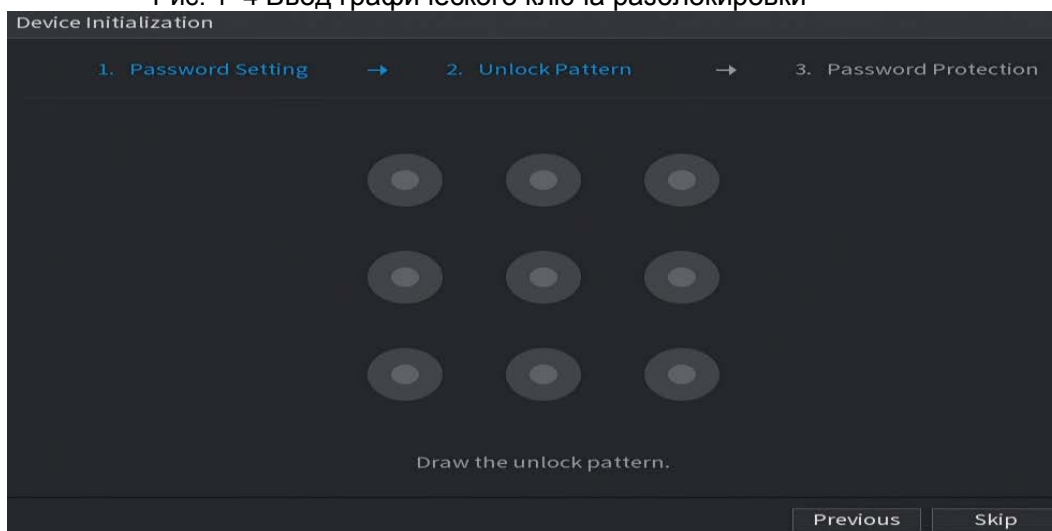 Рис. 1-4 Ввод графического ключа разблокировки
Device Initialization
1. Password Setting → 2. Unlock Pattern → 3. Password Protection
Draw the unlock pattern.
Previous Skip